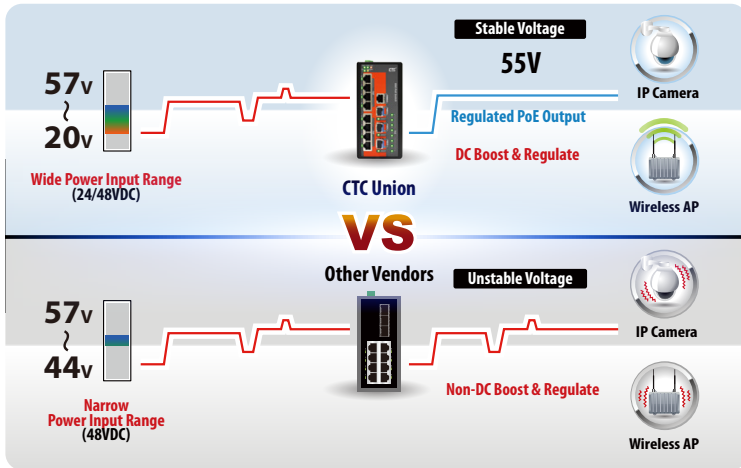 Stable Voltage
57V
~
20V
55V
IP Camera
Regulated PoE Output
DC Boost & Regulate
Wide Power Input Range
(24/48VDC)
CTC Union
Wireless AP
VS
Other Vendors
Unstable Voltage
57V
~
44V
IP Camera
Non-DC Boost & Regulate
Narrow
Power Input Range
(48VDC)
Wireless AP